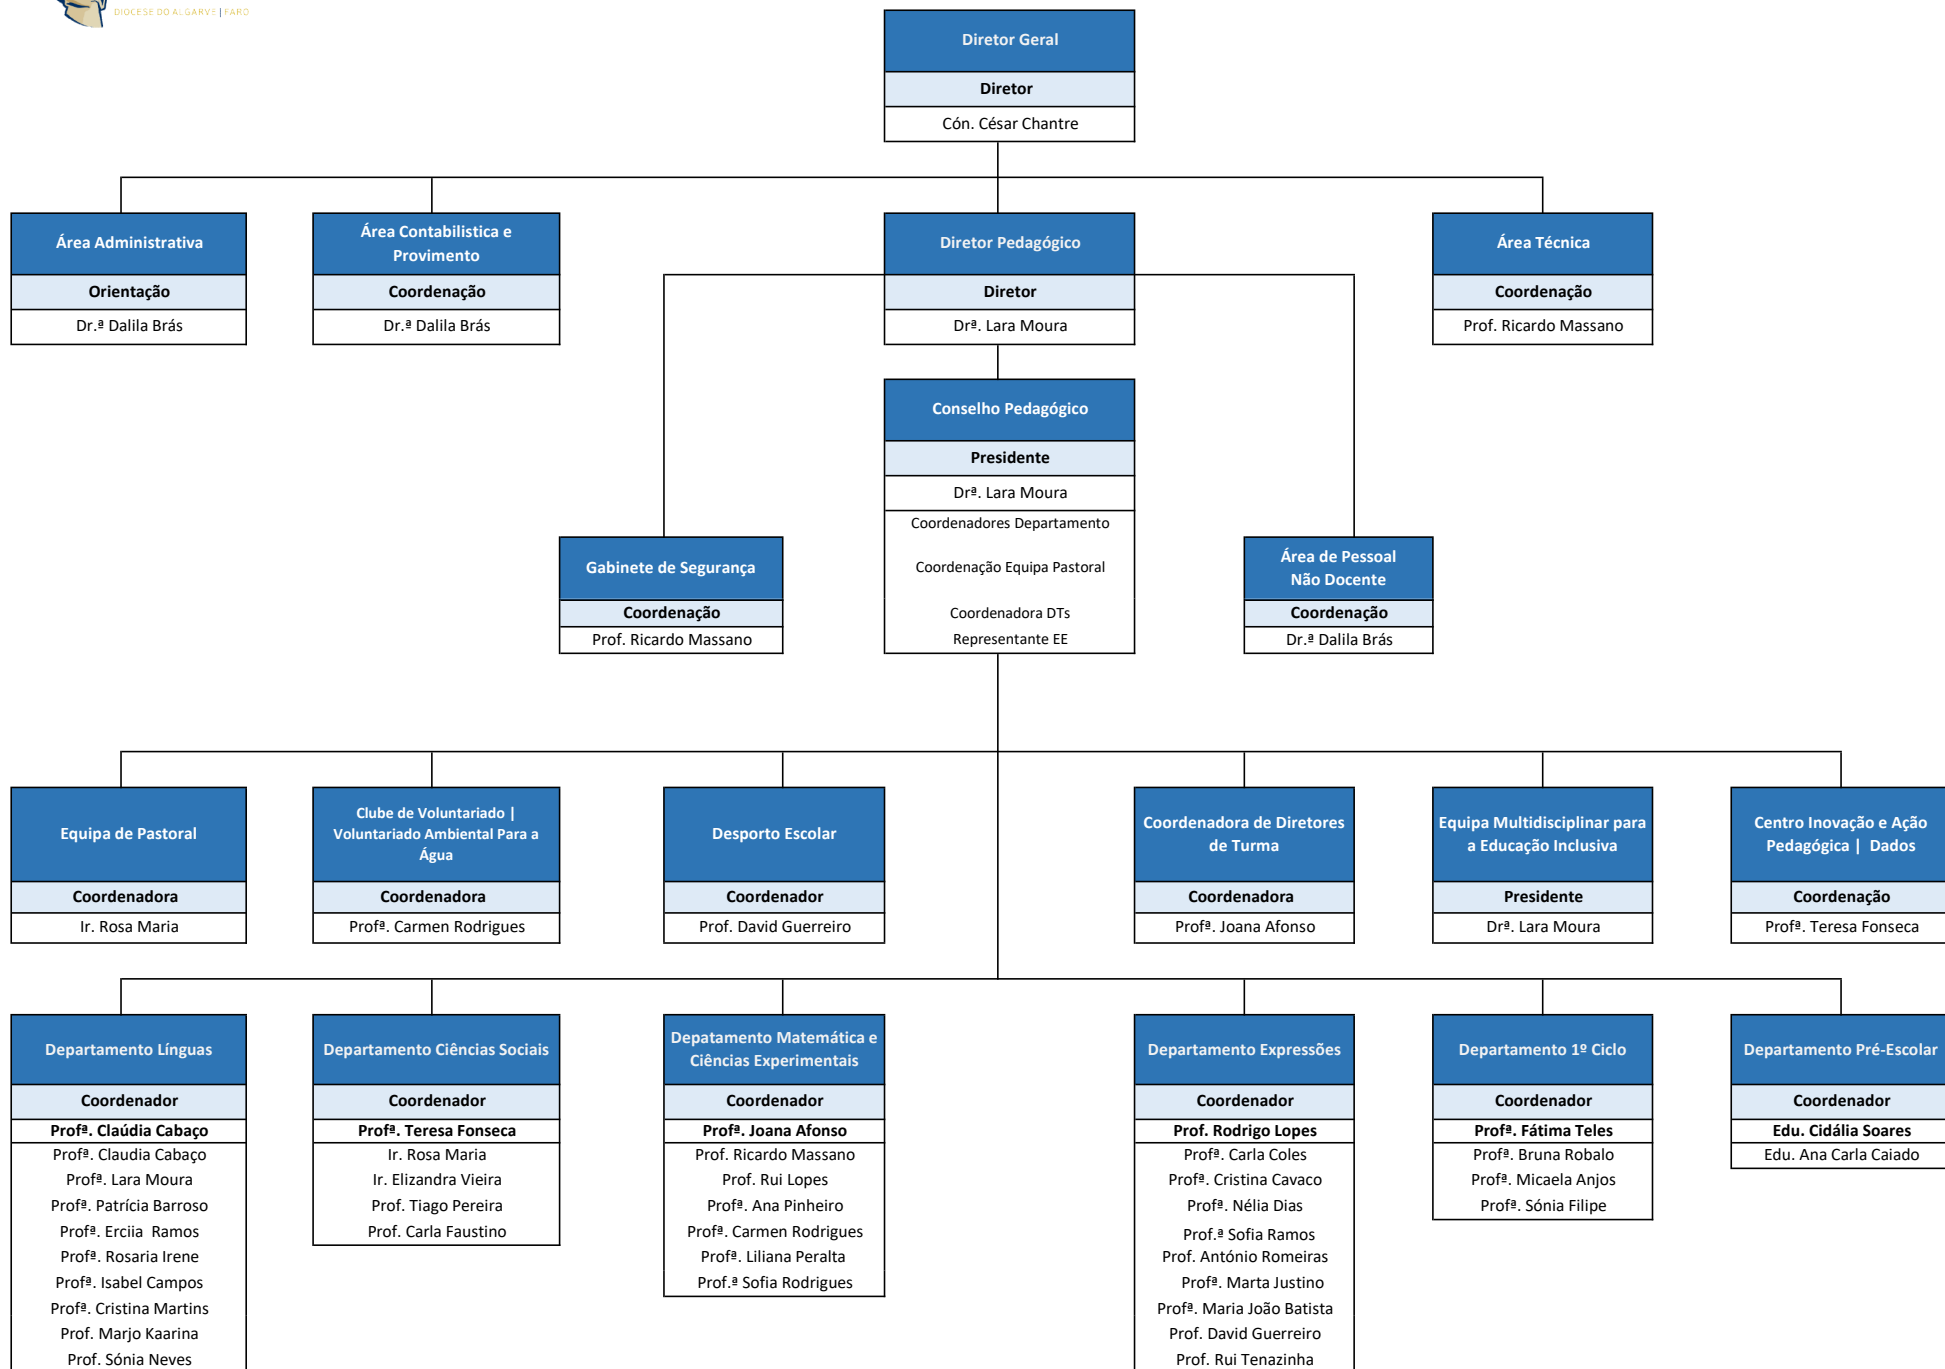 DIOCESE DO ALGARVE | FARO
Diretor Geral
Diretor
Cón. César Chantre
Área Administrativa
Orientação
Dr.ª Dalila Brás
Área Contabilistica e
Provimento
Coordenação
Dr.ª Dalila Brás
Diretor Pedagógico
Diretor
Drª. Lara Moura
Área Técnica
Coordenação
Prof. Ricardo Massano
Conselho Pedagógico
Presidente
Drª. Lara Moura
Coordenadores Departamento
Coordenação Equipa Pastoral
Coordenadora DTs
Representante EE
Gabinete de Segurança
Coordenação
Prof. Ricardo Massano
Área de Pessoal
Não Docente
Coordenação
Dr.ª Dalila Brás
Equipa de Pastoral
Coordenadora
Ir. Rosa Maria
Clube de Voluntariado |
Voluntariado Ambiental Para a
Água
Coordenadora
Profª. Carmen Rodrigues
Desporto Escolar
Coordenador
Prof. David Guerreiro
Coordenadora de Diretores
de Turma
Coordenadora
Profª. Joana Afonso
Equipa Multidisciplinar para
a Educação Inclusiva
Presidente
Drª. Lara Moura
Centro Inovação e Ação
Pedagógica | Dados
Coordenação
Profª. Teresa Fonseca
Departamento Línguas
Coordenador
Profª. Claúdia Cabaço
Profª. Claudia Cabaço
Profª. Lara Moura
Profª. Patrícia Barroso
Profª. Erciia Ramos
Profª. Rosaria Irene
Profª. Isabel Campos
Profª. Cristina Martins
Prof. Marjo Kaarina
Prof. Sónia Neves
Departamento Ciências Sociais
Coordenador
Profª. Teresa Fonseca
Ir. Rosa Maria
Ir. Elizandra Vieira
Prof. Tiago Pereira
Prof. Carla Faustino
Depatamento Matemática e
Ciências Experimentais
Coordenador
Profª. Joana Afonso
Prof. Ricardo Massano
Prof. Rui Lopes
Profª. Ana Pinheiro
Profª. Carmen Rodrigues
Profª. Liliana Peralta
Prof.ª Sofia Rodrigues
Departamento Expressões
Coordenador
Prof. Rodrigo Lopes
Profª. Carla Coles
Profª. Cristina Cavaco
Profª. Nélia Dias
Prof.ª Sofia Ramos
Prof. António Romeiras
Profª. Marta Justino
Profª. Maria João Batista
Prof. David Guerreiro
Prof. Rui Tenazinha
Departamento 1º Ciclo
Coordenador
Profª. Fátima Teles
Profª. Bruna Robalo
Profª. Micaela Anjos
Profª. Sónia Filipe
Departamento Pré-Escolar
Coordenador
Edu. Cidália Soares
Edu. Ana Carla Caiado